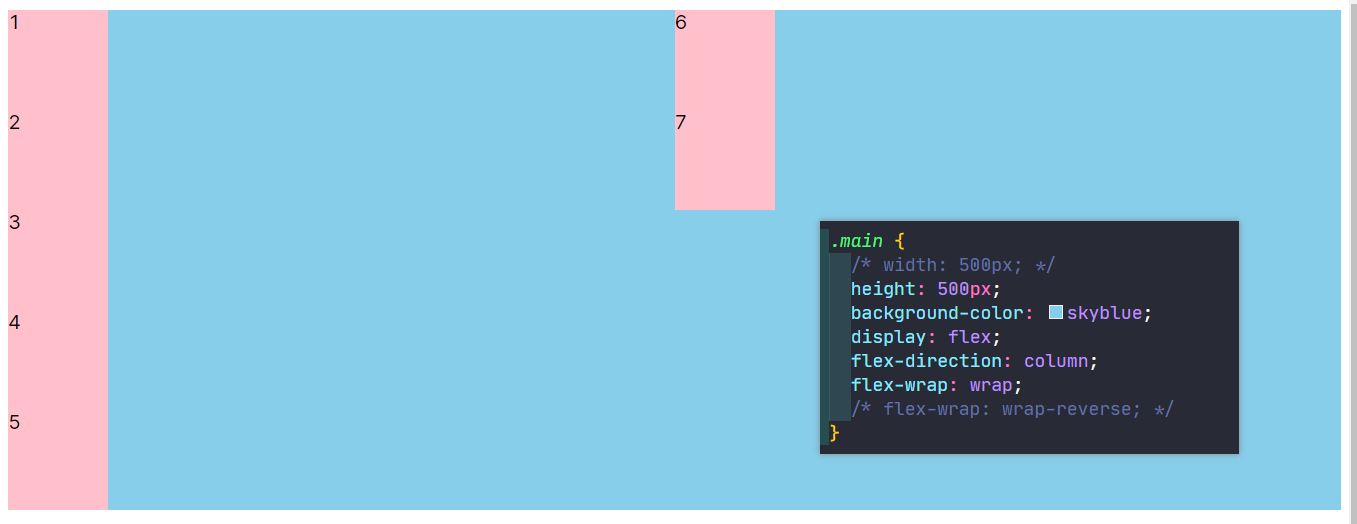 1
6
2
7
3
4
5
.main {
/* width: 500px; */
height: 500px;
background-color: skyblue;
display: flex;
flex-direction: column;
flex-wrap: wrap;
/* flex-wrap: wrap-reverse; */
}